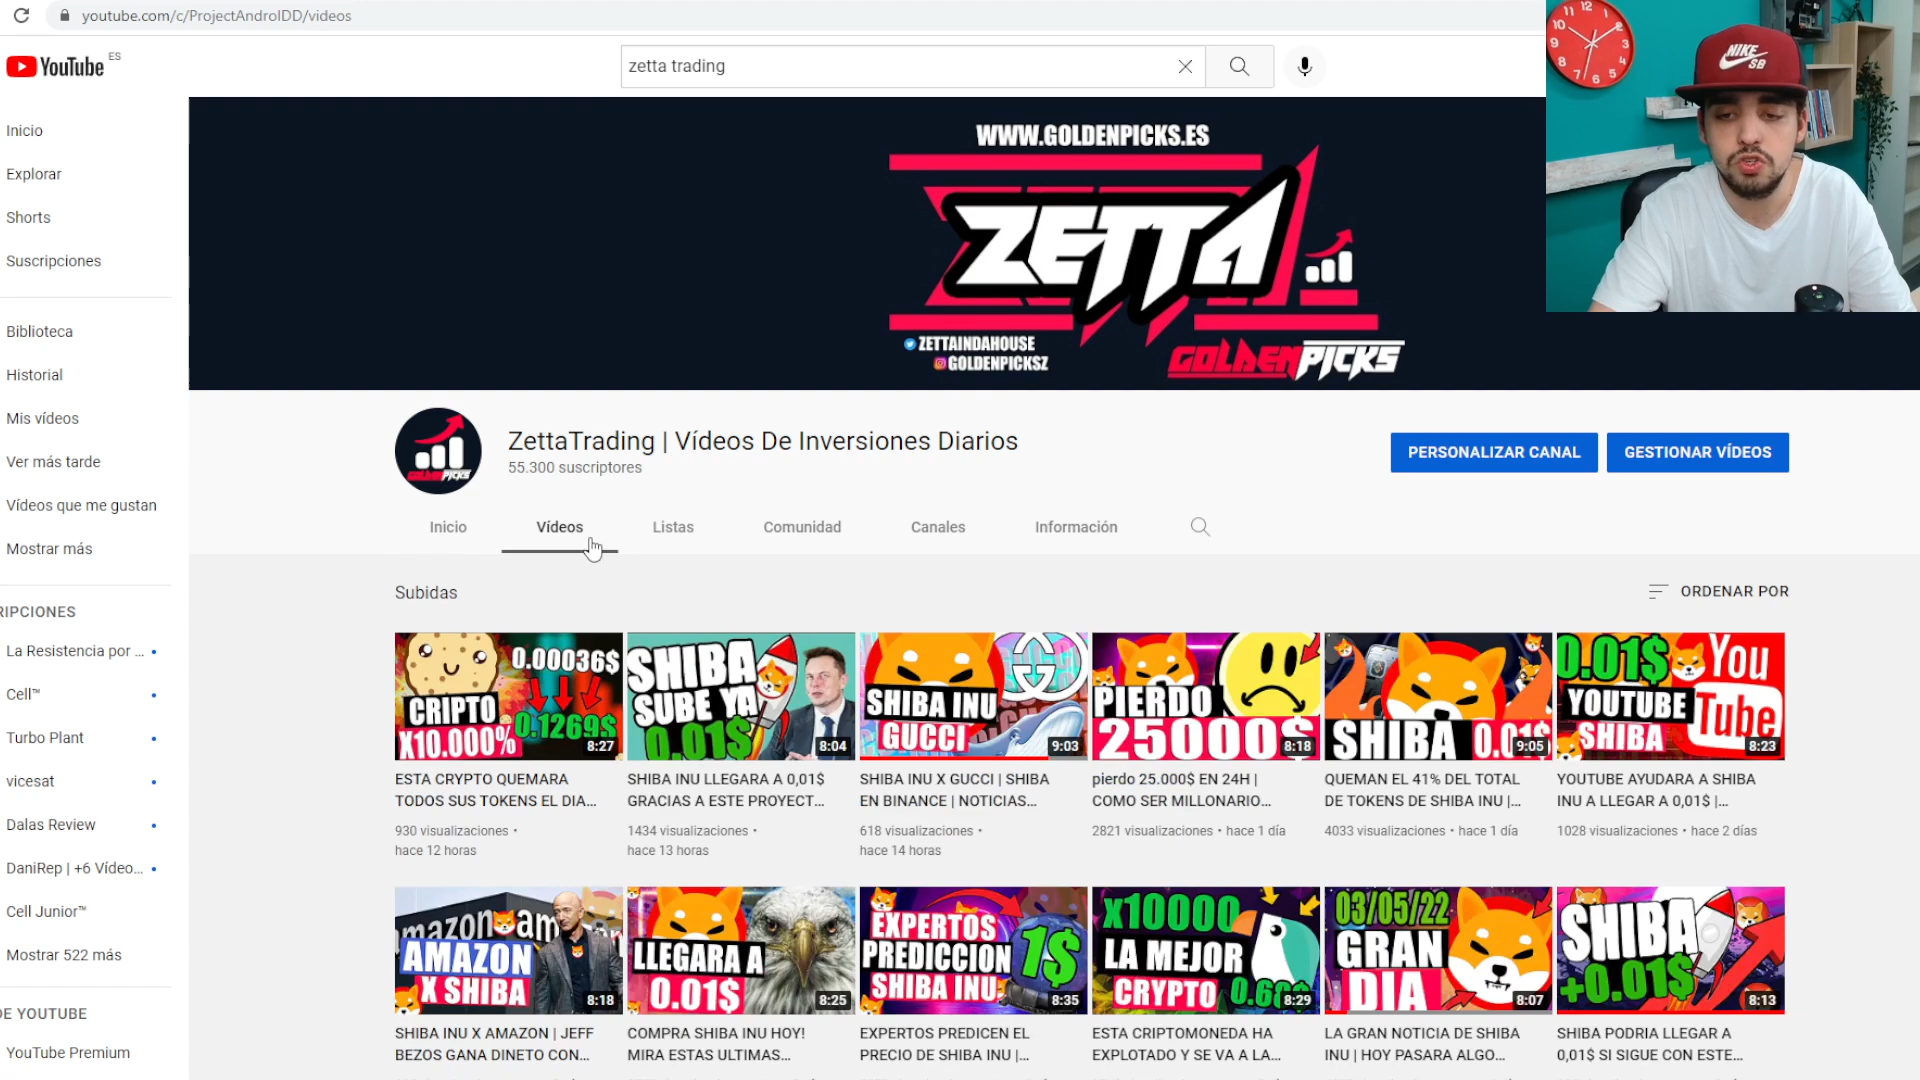 youtube.com/c/ProjectAndroIDD/videos
YouTube ES
zetta trading
NIKE SB
Inicio
Explorar
Shorts
Suscripciones
Biblioteca
Historial
Mis vídeos
Ver más tarde
Vídeos que me gustan
Mostrar más
RIPCIONES
La Resistencia por ...
Cell™
Turbo Plant
vicesat
Dalas Review
DaniRep | +6 Vídeo...
Cell Junior™
Mostrar 522 más
DE YOUTUBE
YouTube Premium
WWW.GOLDENPICKS.ES
ZETTA
ZETTAINDAHOUSE
GOLDENPICKSZ
GOLDENPICKS
ZettaTrading | Vídeos De Inversiones Diarios
55.300 suscriptores
PERSONALIZAR CANAL
GESTIONAR VÍDEOS
Inicio
Vídeos
Listas
Comunidad
Canales
Información
Subidas
ORDENAR POR
CRIPTO
X10.000%
0.00036$
0.1269$
8:27
ESTA CRYPTO QUEMARA
TODOS SUS TOKENS EL DIA...
930 visualizaciones •
hace 12 horas
SHIBA
SUBE YA
0,01$
8:04
SHIBA INU LLEGARA A 0,01$
GRACIAS A ESTE PROYECT...
1434 visualizaciones •
hace 13 horas
SHIBA INU
GUCCI
9:03
SHIBA INU X GUCCI | SHIBA
EN BINANCE | NOTICIAS...
618 visualizaciones •
hace 14 horas
PIERDO
25000$
8:18
pierdo 25.000$ EN 24H |
COMO SER MILLONARIO...
2821 visualizaciones • hace 1 día
SHIBA
9:05
QUEMAN EL 41% DEL TOTAL
DE TOKENS DE SHIBA INU |...
4033 visualizaciones • hace 1 día
0.01$
YOUTUBE
SHIBA
You
Tube
8:23
YOUTUBE AYUDARA A SHIBA
INU A LLEGAR A 0,01$ |...
1028 visualizaciones • hace 2 días
AMAZON
X SHIBA
8:18
SHIBA INU X AMAZON | JEFF
BEZOS GANA DINETO CON...
LLEGARA A
0.01$
8:25
COMPRA SHIBA INU HOY!
MIRA ESTAS ULTIMAS...
EXPERTOS
PREDICCION
SHIBA INU
1$
8:35
EXPERTOS PREDICEN EL
PRECIO DE SHIBA INU |...
X10000
LA MEJOR
CRYPTO
8:29
ESTA CRIPTOMONEDA HA
EXPLOTADO Y SE VA A LA...
03/05/22
GRAN
DIA
8:07
LA GRAN NOTICIA DE SHIBA
INU | HOY PASARA ALGO...
SHIBA
+0.01$
8:13
SHIBA PODRIA LLEGAR A
0,01$ SI SIGUE CON ESTE...